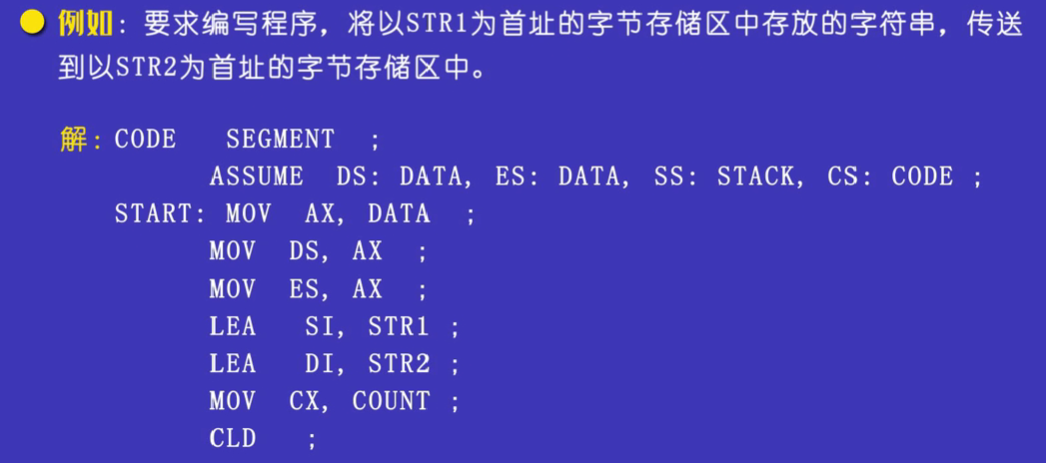 例如：要求编写程序，将以STR1为首址的字节存储区中存放的字符串，传送
到以STR2为首址的字节存储区中。
解：CODE SEGMENT ;
ASSUME DS: DATA, ES: DATA, SS: STACK, CS: CODE ;
START: MOV AX, DATA ;
MOV DS, AX ;
MOV ES, AX ;
LEA SI, STR1 ;
LEA DI, STR2 ;
MOV CX, COUNT ;
CLD ;